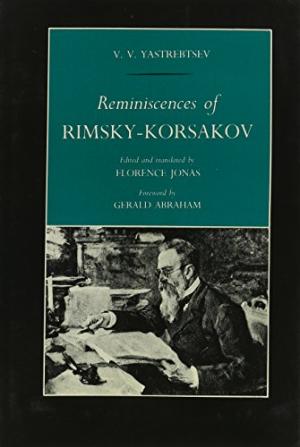 V. V. YASTREBTSEV
Reminiscences of
RIMSKY-KORSAKOV
Edited and translated by
FLORENCE JONAS
Foreword by
GERALD ABRAHAM